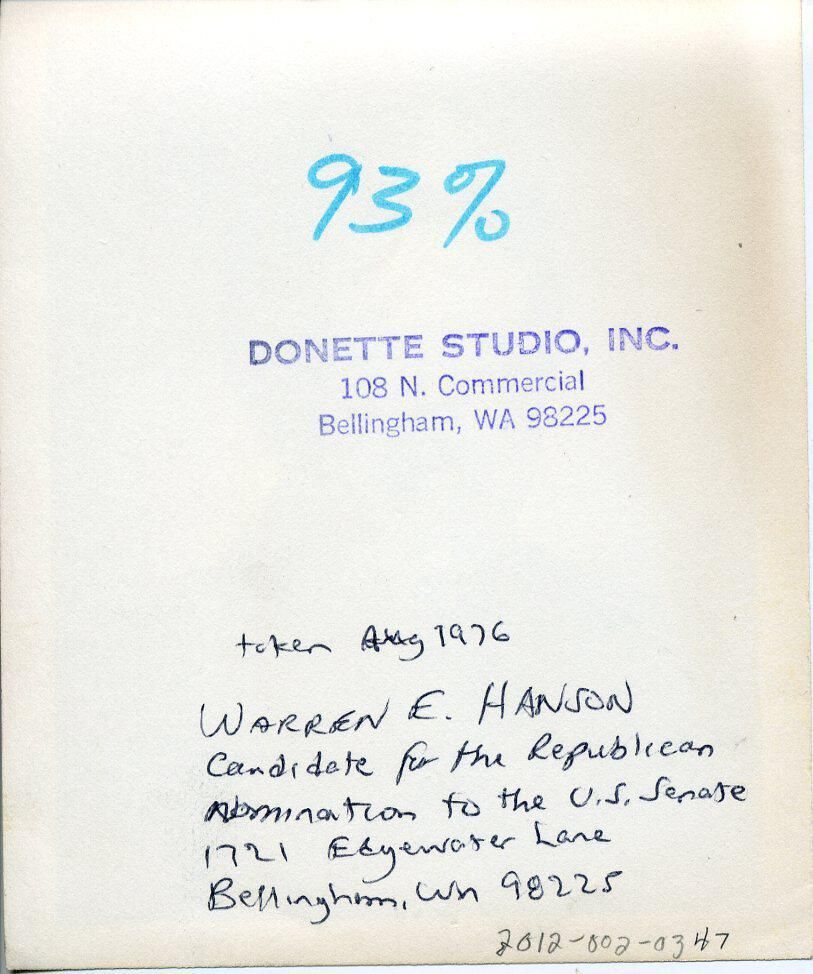 93%
DONETTE STUDIO, INC.
108 N. Commercial
Bellingham, WA 98225
taken Aug 1976
WARREN E. HANSON
Candidate for the Republican
Nomination to the U.S. Senate
1721 Edgewater Lane
Bellingham, Wn 98225
2012-002-0347